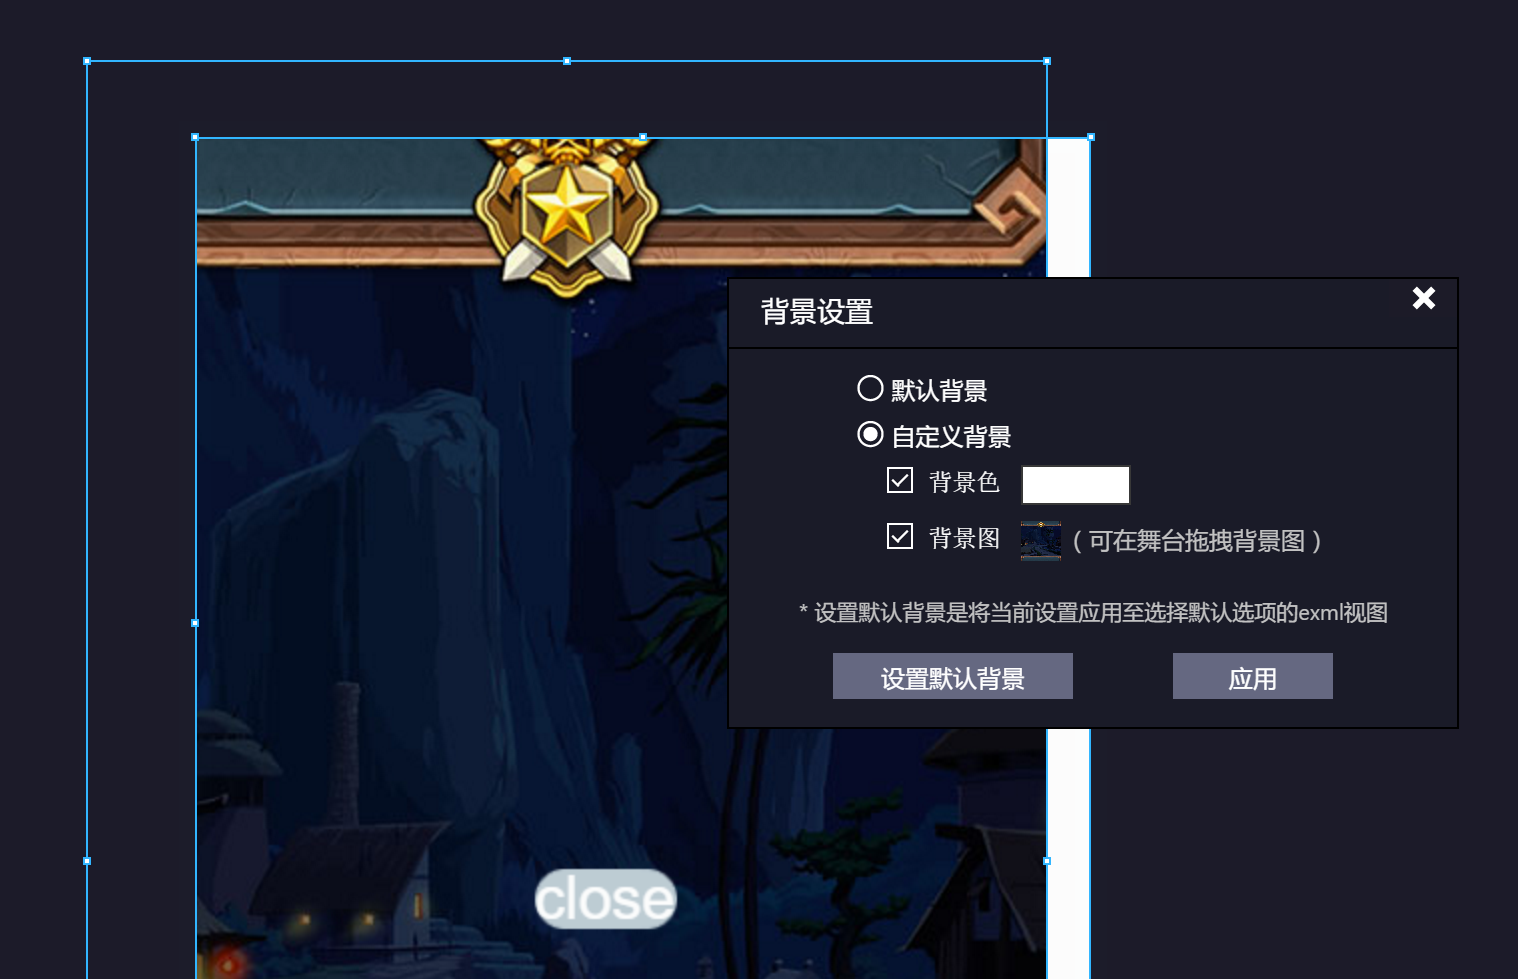 背景设置
默认背景
自定义背景
背景色
背景图 (可在舞台拖拽背景图)
* 设置默认背景是将当前设置应用至选择默认选项的exml视图
设置默认背景 应用
close